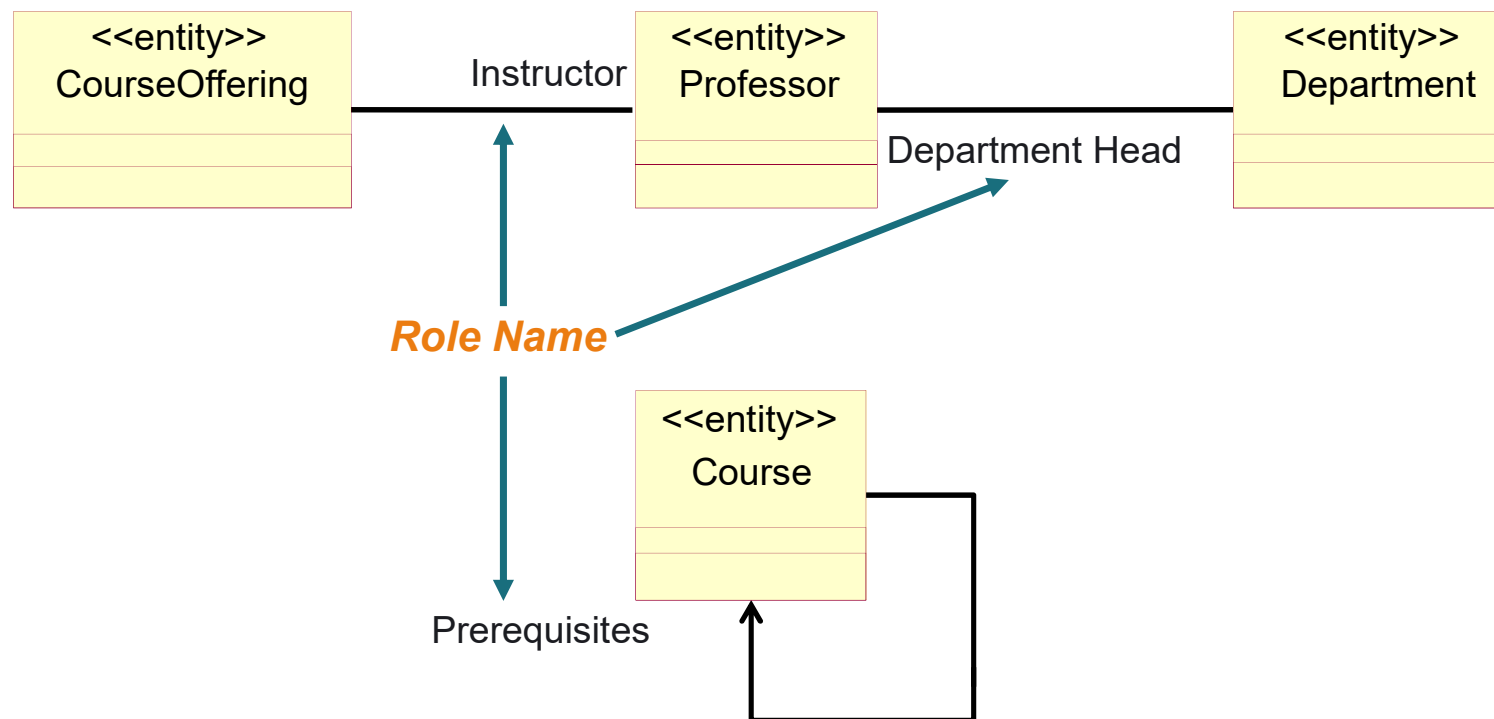 <<entity>>
CourseOffering
Instructor
<<entity>>
Professor
Department Head
<<entity>>
Department
Role Name
<<entity>>
Course
Prerequisites